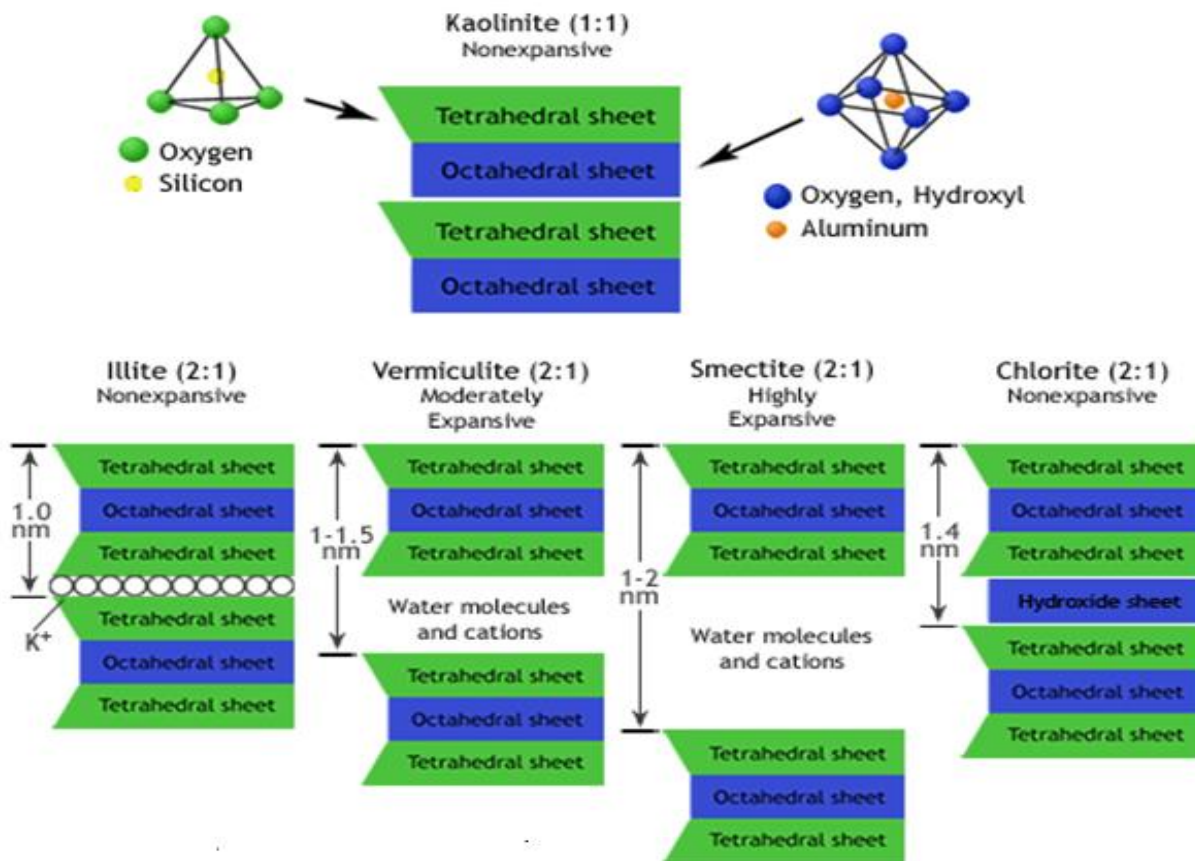 Kaolinite (1:1)
Nonexpansive
Tetrahedral sheet
Octahedral sheet
Tetrahedral sheet
Octahedral sheet
Oxygen
Silicon
Oxygen, Hydroxyl
Aluminum
Illite (2:1)
Nonexpansive
1.0
nm
Tetrahedral sheet
Octahedral sheet
Tetrahedral sheet
K+
Tetrahedral sheet
Octahedral sheet
Tetrahedral sheet
Vermiculite (2:1)
Moderately
Expansive
1-1.5
nm
Tetrahedral sheet
Octahedral sheet
Tetrahedral sheet
Water molecules
and cations
Tetrahedral sheet
Octahedral sheet
Tetrahedral sheet
Smectite (2:1)
Highly
Expansive
1-2
nm
Tetrahedral sheet
Octahedral sheet
Tetrahedral sheet
Water molecules
and cations
Tetrahedral sheet
Octahedral sheet
Tetrahedral sheet
Chlorite (2:1)
Nonexpansive
1.4
nm
Tetrahedral sheet
Octahedral sheet
Tetrahedral sheet
Hydroxide sheet
Tetrahedral sheet
Octahedral sheet
Tetrahedral sheet